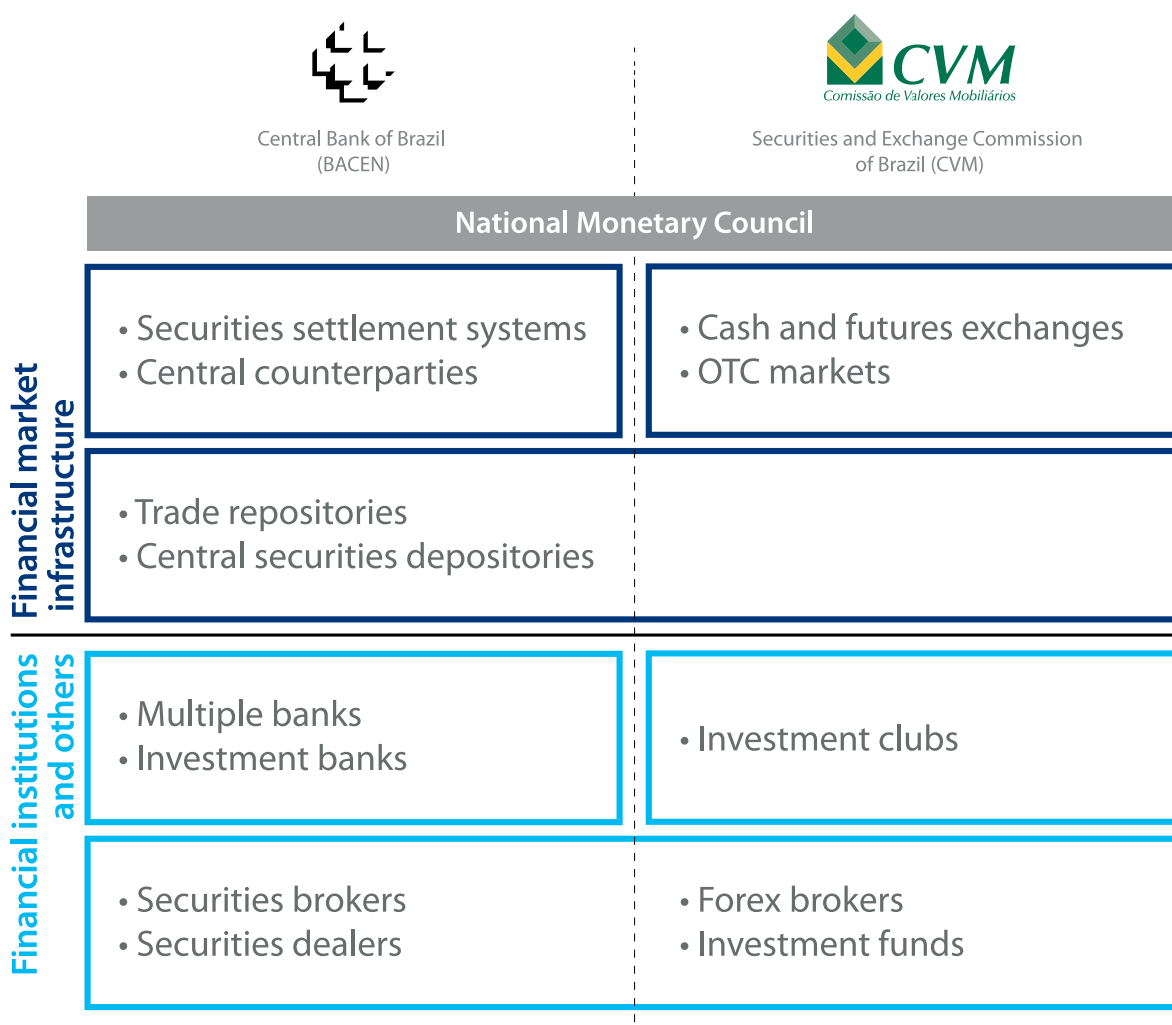 CVM
Comissão de Valores Mobiliários
Central Bank of Brazil
(BACEN)
Securities and Exchange Commission
of Brazil (CVM)
National Monetary Council
Financial market
infrastructure
• Securities settlement systems
• Central counterparties
• Cash and futures exchanges
• OTC markets
• Trade repositories
• Central securities depositories
Financial institutions
and others
• Multiple banks
• Investment banks
• Investment clubs
• Securities brokers
• Securities dealers
• Forex brokers
• Investment funds